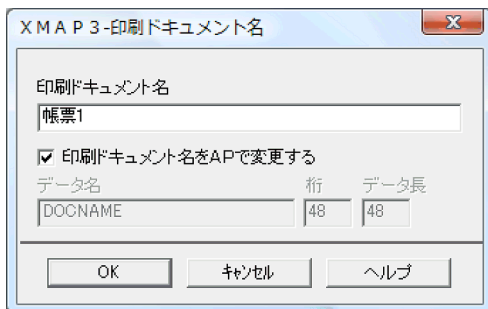 XMAP3-印刷ドキュメント名
印刷ドキュメント名
帳票1
印刷ドキュメント名をAPで変更する
データ名 桁 データ長
DOCNAME 48 48
OK キャンセル ヘルプ